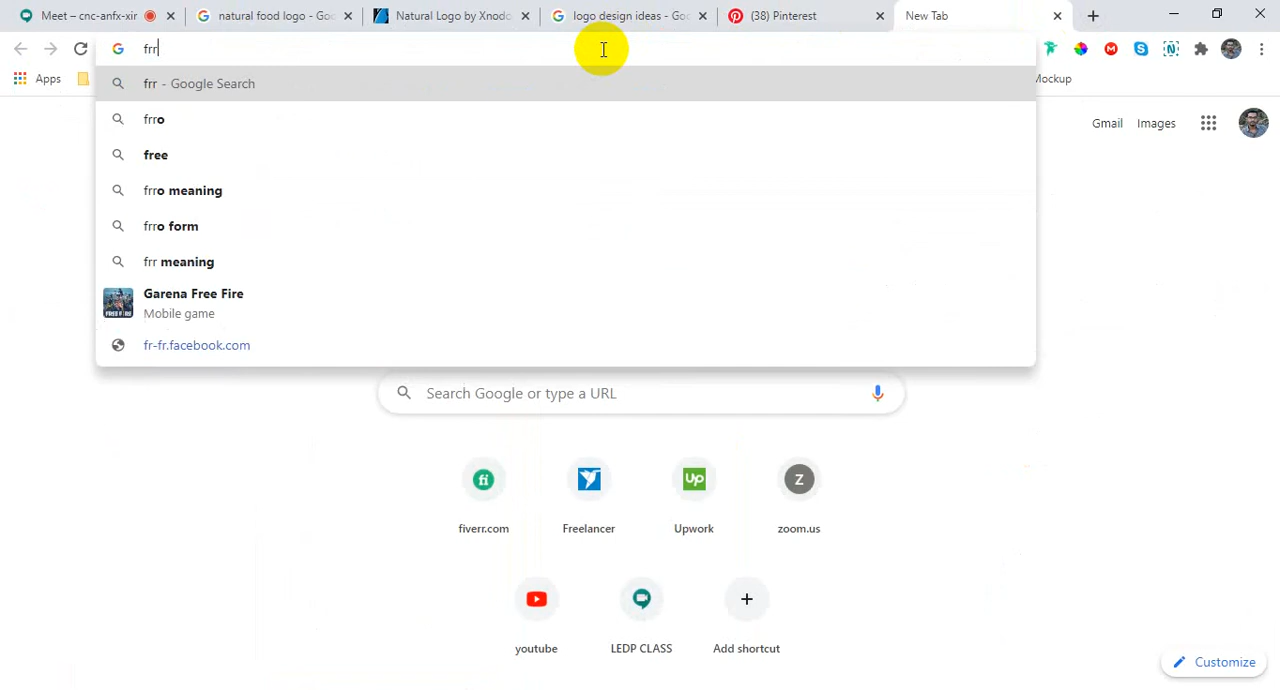 Meet – cnc-anfx-xir
natural food logo - Goo
Natural Logo by Xnodo
logo design ideas - Goo
(38) Pinterest
New Tab
frr
Apps
Mockup
frr - Google Search
frro
free
frro meaning
frro form
frr meaning
Garena Free Fire
Mobile game
fr-fr.facebook.com
Gmail
Images
Search Google or type a URL
fiverr.com
Freelancer
Upwork
zoom.us
youtube
LEDP CLASS
Add shortcut
Customize